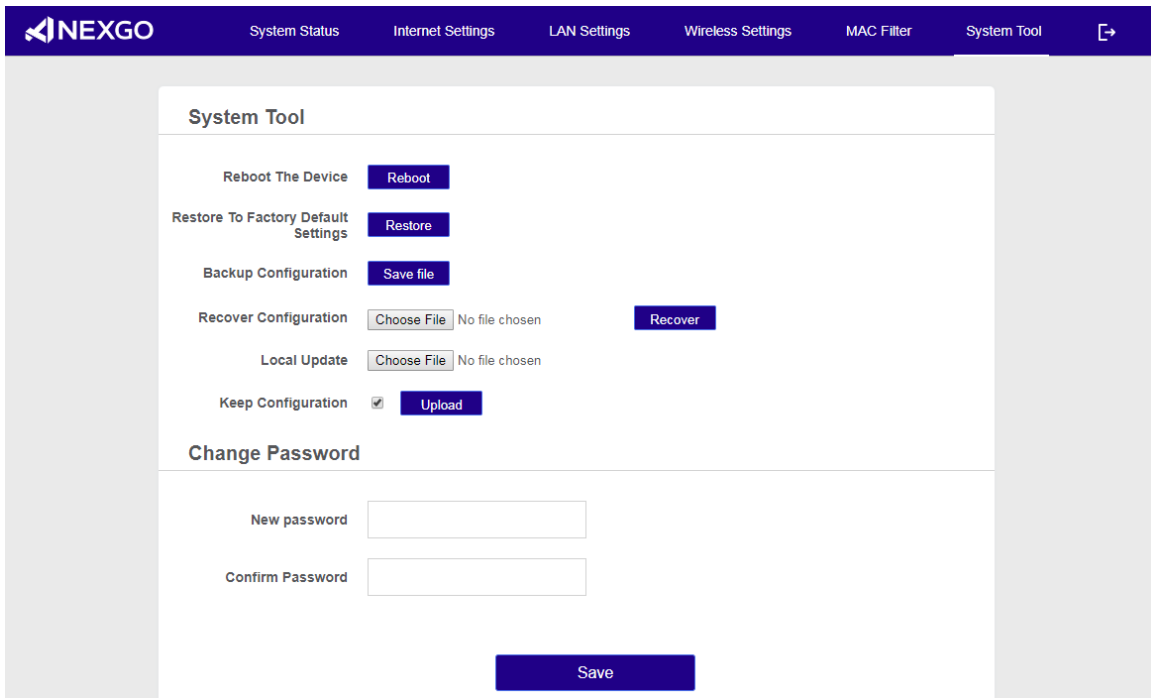 NEXGO System Status Internet Settings LAN Settings Wireless Settings MAC Filter System Tool
System Tool
Reboot The Device Reboot
Restore To Factory Default
Settings Restore
Backup Configuration Save file
Recover Configuration Choose File No file chosen Recover
Local Update Choose File No file chosen
Keep Configuration Upload
Change Password
New password
Confirm Password
Save